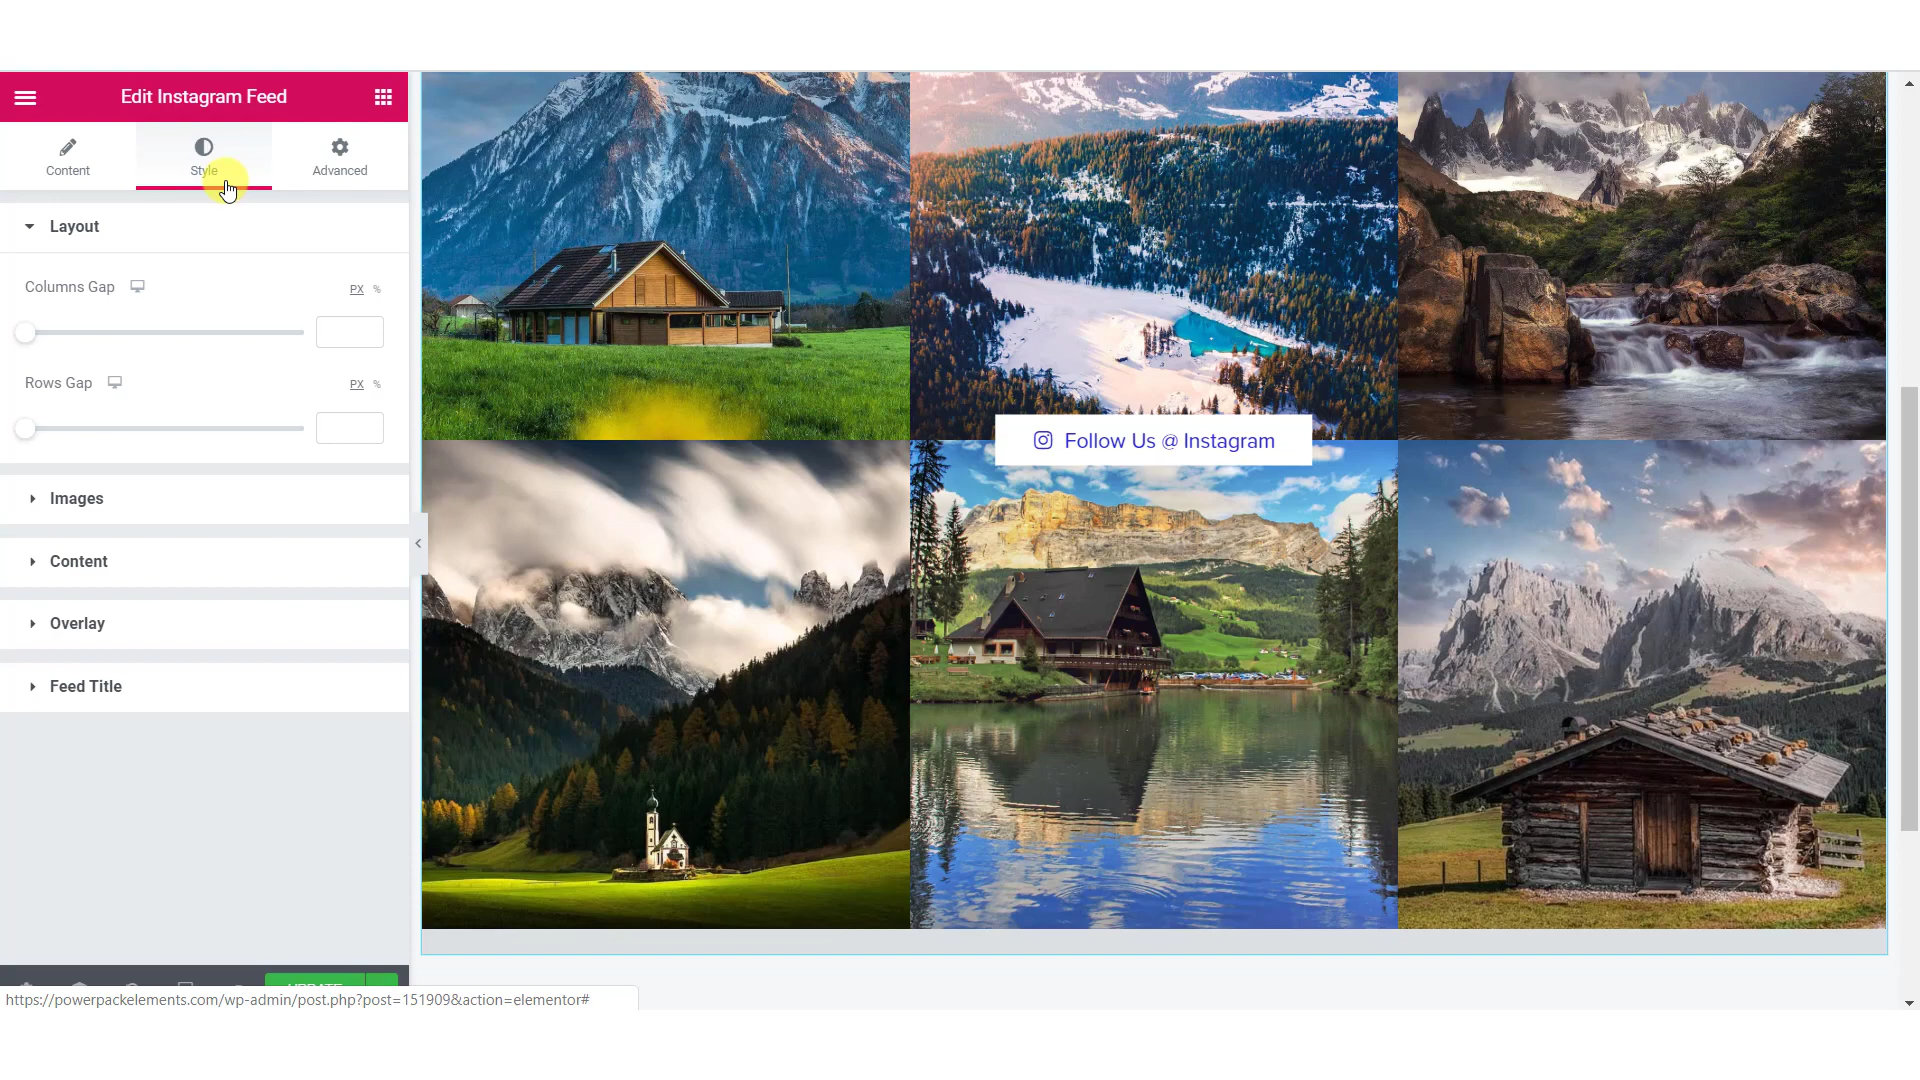 Edit Instagram Feed
Content
Style
Advanced
Layout
Columns Gap
PX %
Rows Gap
PX %
Images
Content
Overlay
Feed Title
UPDATE
Follow Us @ Instagram
https://powerpackelements.com/wp-admin/post.php?post=151909&action=elementor#